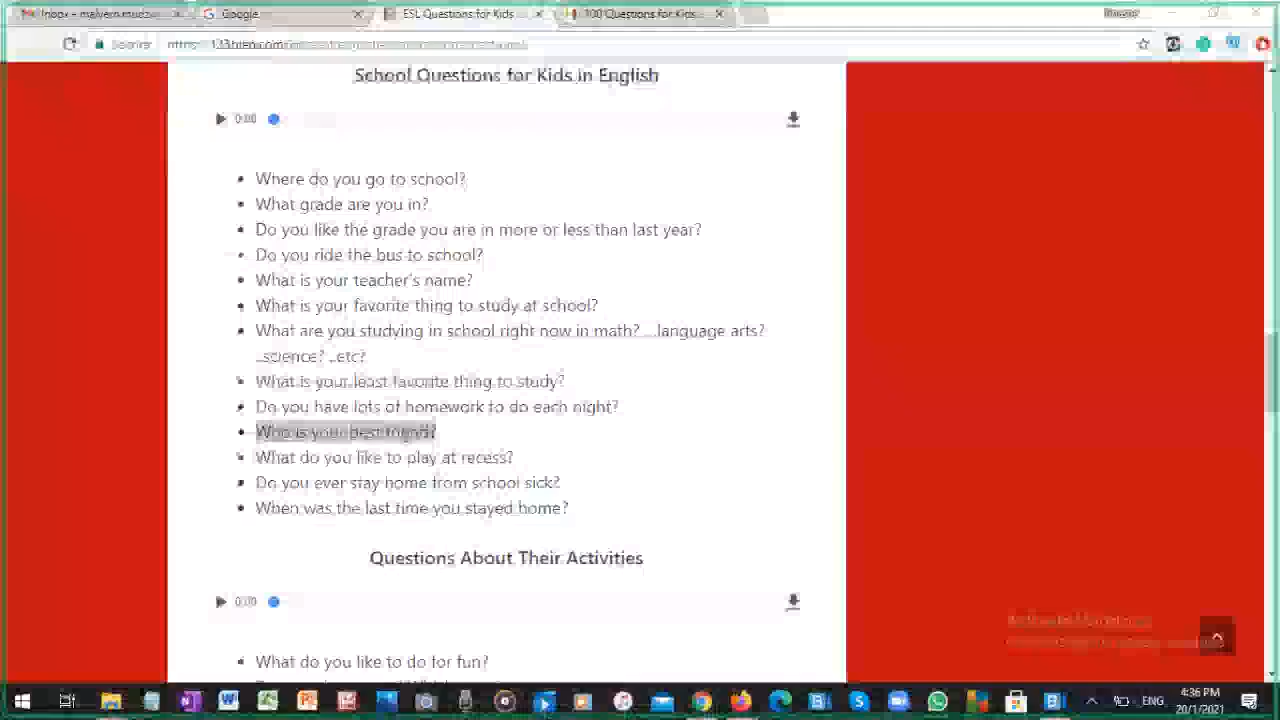 Google
ESL Questions for Kids
100 Questions for Kids
School Questions for Kids in English
0:00
Where do you go to school?
What grade are you in?
Do you like the grade you are in more or less than last year?
Do you ride the bus to school?
What is your teacher's name?
What is your favorite thing to study at school?
What are you studying in school right now in math? ...language arts?
...science? ..etc?
What is your least favorite thing to study?
Do you have lots of homework to do each night?
Who is your best friend?
What do you like to play at recess?
Do you ever stay home from school sick?
When was the last time you stayed home?
Questions About Their Activities
0:00
What do you like to do for fun?
ENG
4:36 PM
20/1/2021